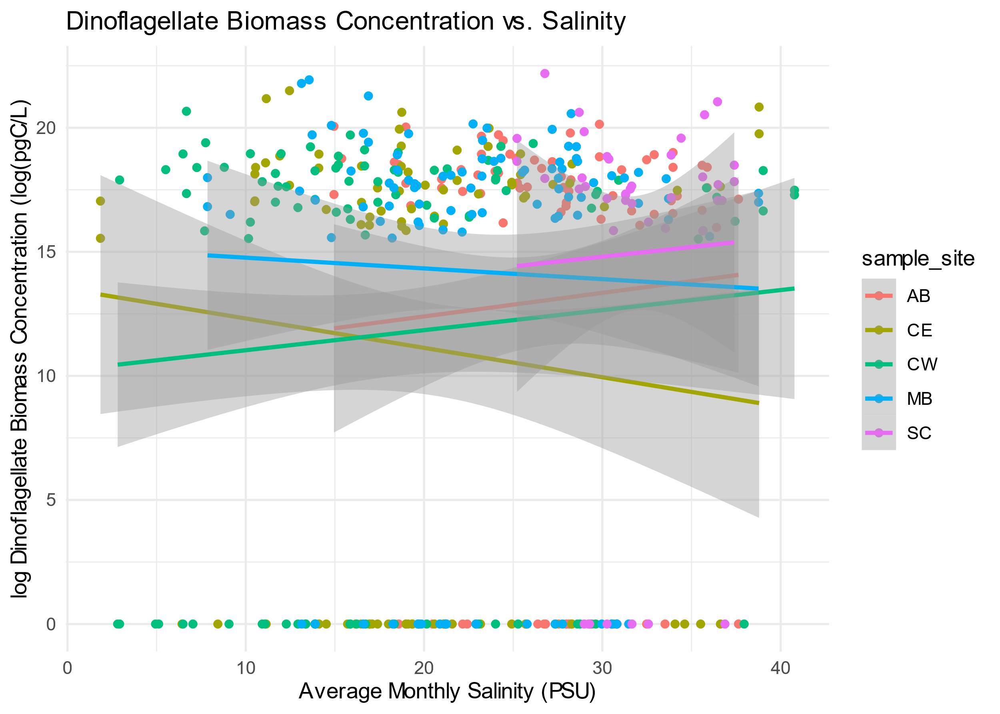 Dinoflagellate Biomass Concentration vs. Salinity
log Dinoflagellate Biomass Concentration (log(pgC/L)
20
15
10
5
0
0 10 20 30 40
Average Monthly Salinity (PSU)
sample_site
AB
CE
CW
MB
SC